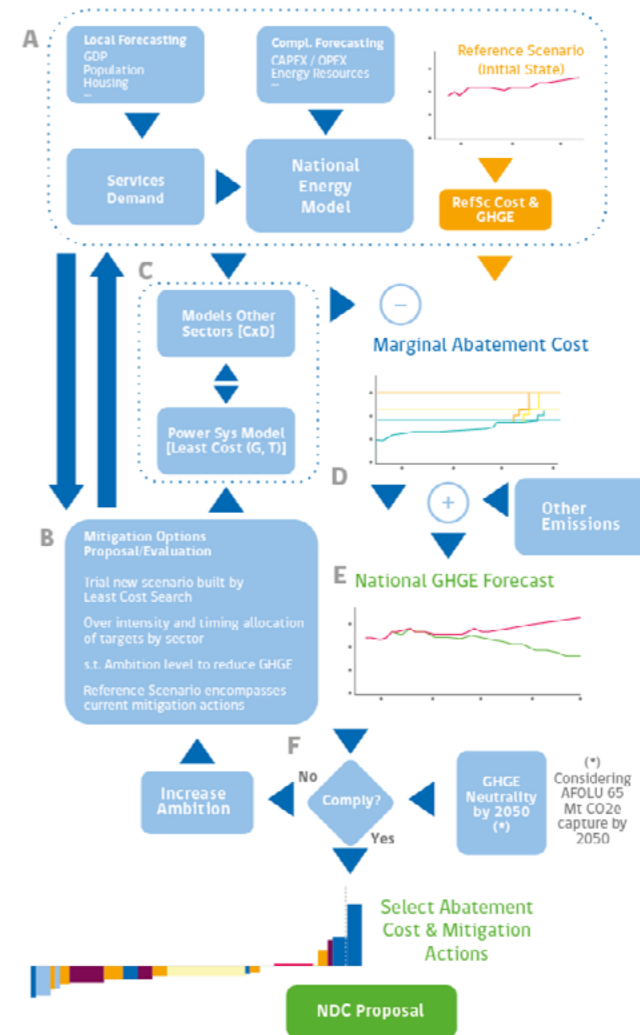 A
Local Forecasting
GDP
Population
Housing
...
Compl. Forecasting
CAPEX / OPEX
Energy Resources
...
Reference Scenario
(Initial State)
Services
Demand
National
Energy
Model
RefSc Cost &
GHGE
C
Models Other
Sectors [CxD]
−
Marginal Abatement Cost
Power Sys Model
[Least Cost (G, T)]
D
+
Other
Emissions
B
Mitigation Options
Proposal/Evaluation
Trial new scenario built by
Least Cost Search
Over intensity and timing allocation
of targets by sector
s.t. Ambition level to reduce GHGE
Reference Scenario encompasses
current mitigation actions
E
National GHGE Forecast
F
No
Comply?
Yes
Increase
Ambition
GHGE
Neutrality
by 2050
(*)
(*)
Considering
AFOLU 65
Mt CO2e
capture by
2050
Select Abatement
Cost & Mitigation
Actions
NDC Proposal